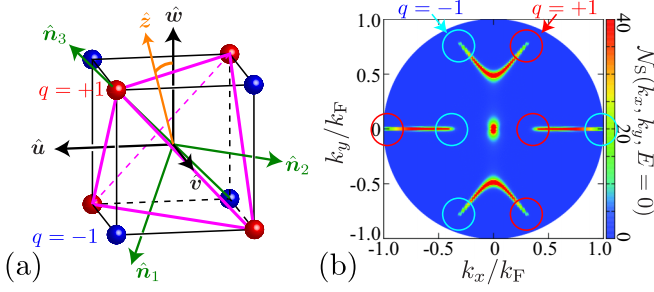 (a)
n̂₃
ẑ
ŵ
q = +1
û
n̂₂
v̂
q = −1
n̂₁
(b)
q = −1
q = +1
1.0
0.5
0
-0.5
-1.0
k_y/k_F
-1.0 -0.5 0 0.5 1.0
k_x/k_F
40
20
0
𝒩_S(k_x, k_y, E = 0)